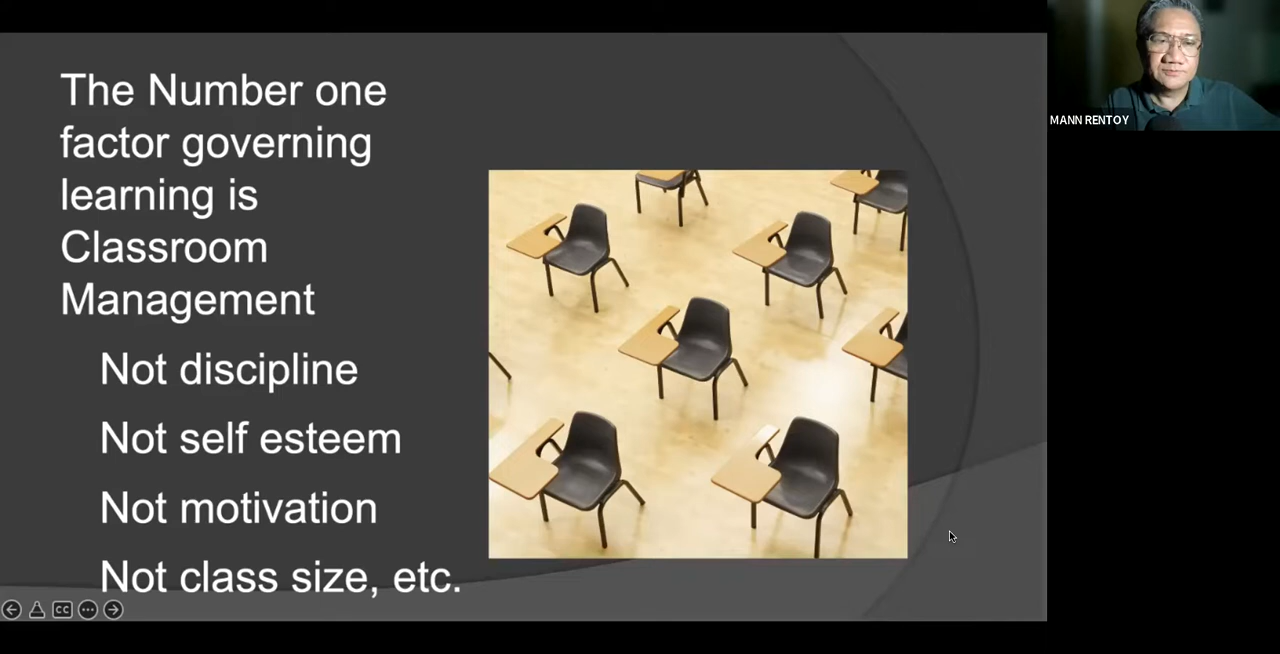 The Number one
factor governing
learning is
Classroom
Management
Not discipline
Not self esteem
Not motivation
Not class size, etc.
MANN RENTOY
CC